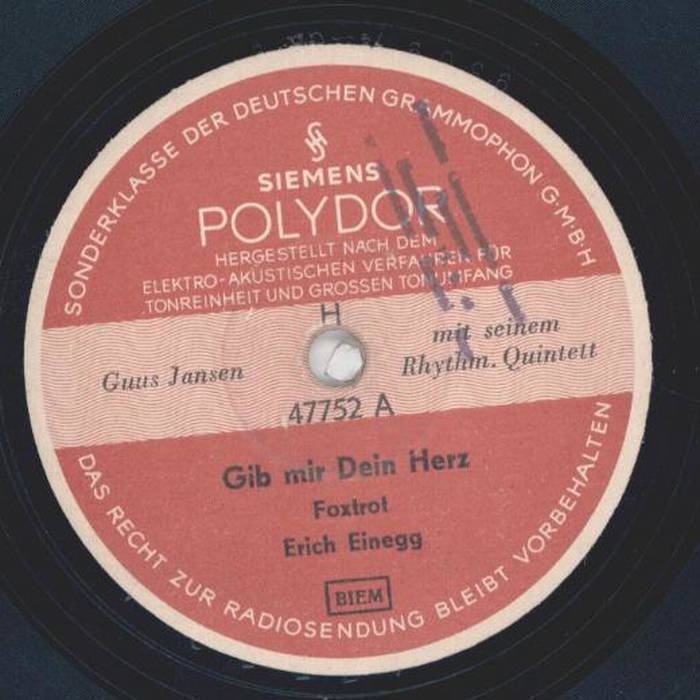 SONDERKLASSE DER DEUTSCHEN GRAMMOPHON G·M·B·H
SIEMENS
POLYDOR
HERGESTELLT NACH DEM
ELEKTRO-AKUSTISCHEN VERFAHREN FÜR
TONREINHEIT UND GROSSEN TONUMFANG
H
Guus Jansen
mit seinem
Rhythm. Quintett
47752 A
Gib mir Dein Herz
Foxtrot
Erich Einegg
BIEM
DAS RECHT ZUR RADIOSENDUNG BLEIBT VORBEHALTEN